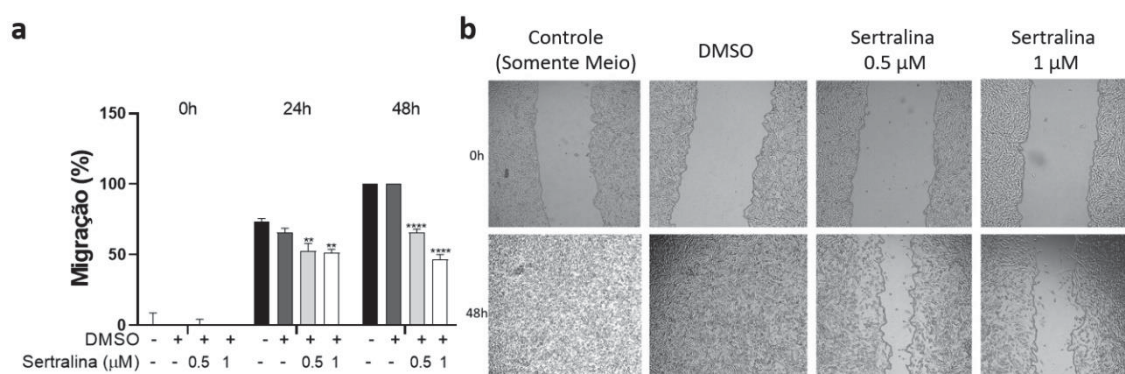 a
0h 24h 48h
150
100
50
0
Migração (%)
** ** **** ****
DMSO - + + + - + + + - + + +
Sertralina (μM) - - 0.5 1 - - 0.5 1 - - 0.5 1
b
Controle
(Somente Meio)
DMSO
Sertralina
0.5 μM
Sertralina
1 μM
0h
48h